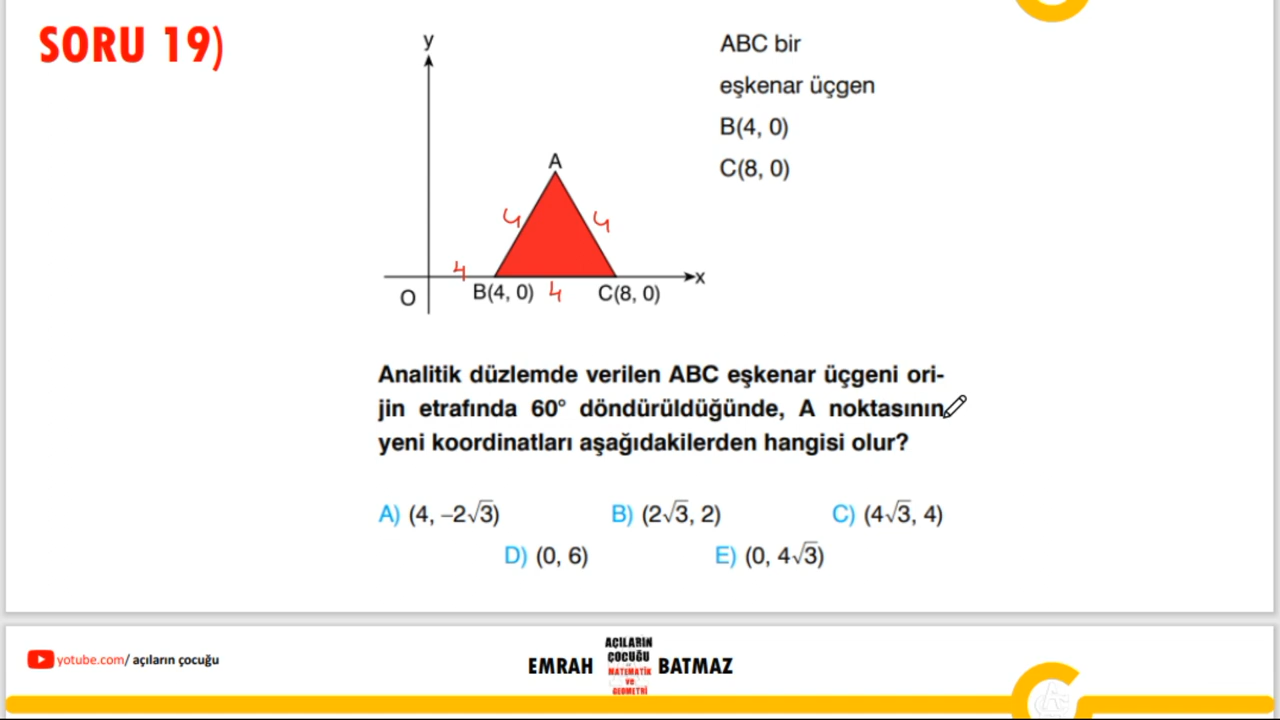 SORU 19)
y
ABC bir
eşkenar üçgen
B(4, 0)
C(8, 0)
A
4
4
4
x
O
B(4, 0)
4
C(8, 0)
Analitik düzlemde verilen ABC eşkenar üçgeni ori-
jin etrafında 60° döndürüldüğünde, A noktasının
yeni koordinatları aşağıdakilerden hangisi olur?
A) (4, –2√3)
B) (2√3, 2)
C) (4√3, 4)
D) (0, 6)
E) (0, 4√3)
yotube.com/ açıların çocuğu
EMRAH
AÇILARIN
ÇOCUĞU
MATEMATİK
ve
GEOMETRİ
BATMAZ